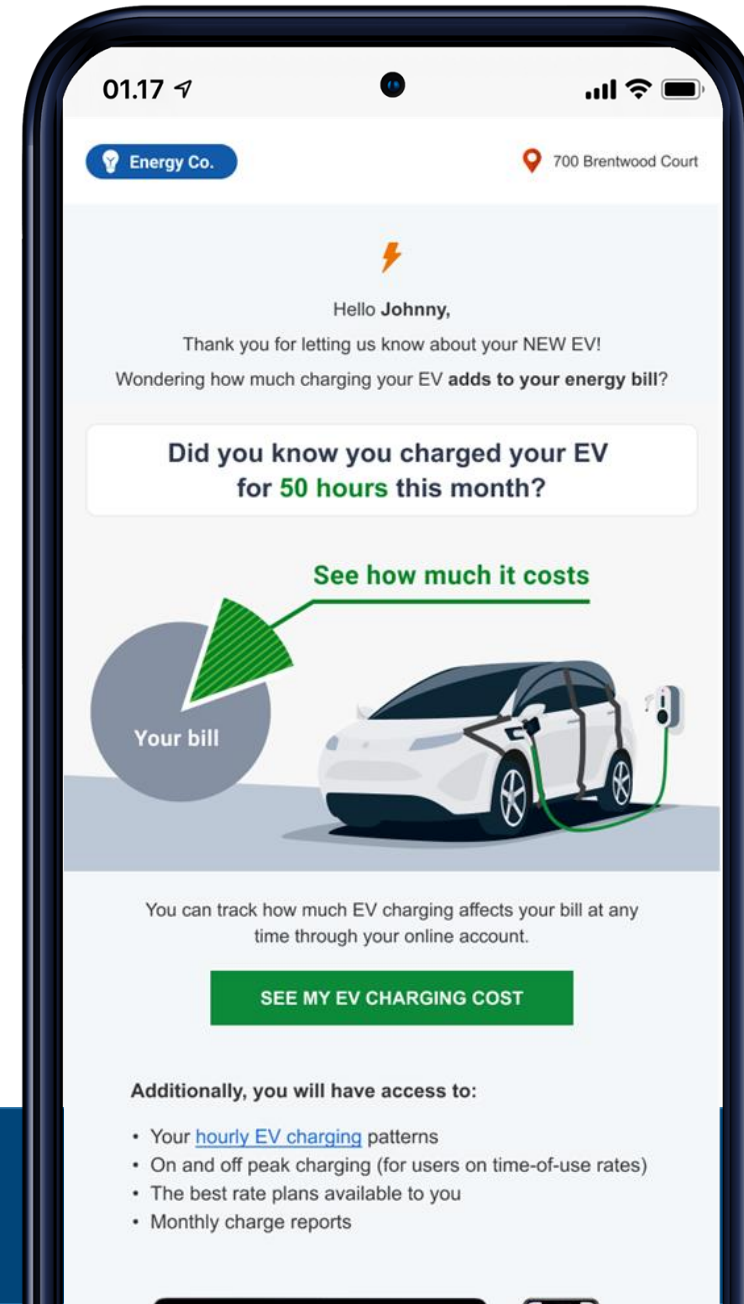 01.17
Energy Co.
700 Brentwood Court
Hello Johnny,
Thank you for letting us know about your NEW EV!
Wondering how much charging your EV adds to your energy bill?
Did you know you charged your EV
for 50 hours this month?
See how much it costs
Your bill
You can track how much EV charging affects your bill at any
time through your online account.
SEE MY EV CHARGING COST
Additionally, you will have access to:
• Your hourly EV charging patterns
• On and off peak charging (for users on time-of-use rates)
• The best rate plans available to you
• Monthly charge reports